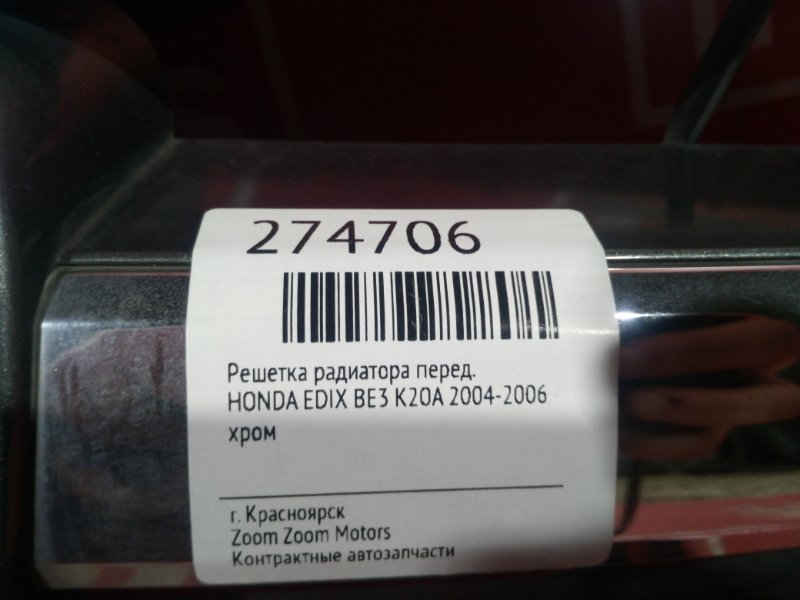 274706
Решетка радиатора перед.
HONDA EDIX BE3 K20A 2004-2006
хром
г. Красноярск
Zoom Zoom Motors
Контрактные автозапчасти